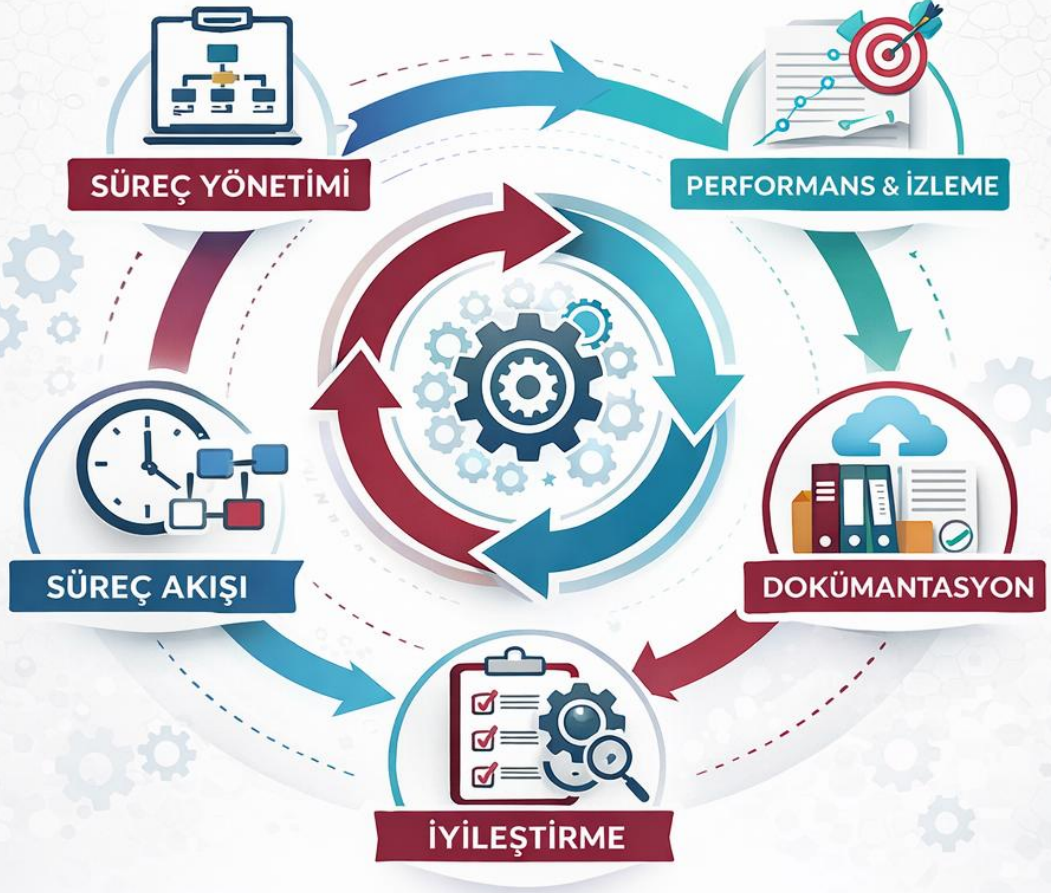 SÜREÇ YÖNETİMİ
PERFORMANS & İZLEME
SÜREÇ AKIŞI
DOKÜMANTASYON
İYİLEŞTİRME